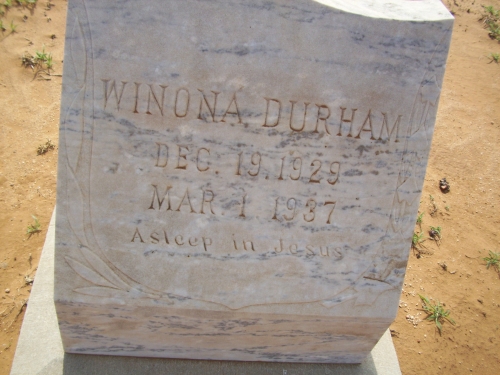 WINONA DURHAM
DEC. 19, 1929
MAR. 1 1937
Asleep in Jesus